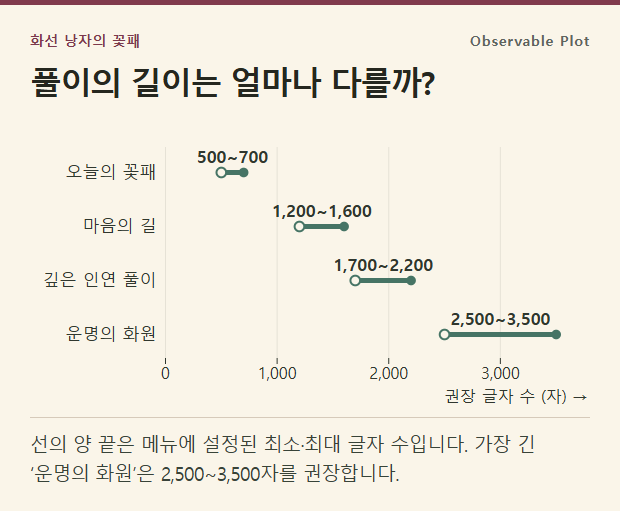 화선 낭자의 꽃패
Observable Plot
풀이의 길이는 얼마나 다를까?
500~700
오늘의 꽃패
1,200~1,600
마음의 길
1,700~2,200
깊은 인연 풀이
2,500~3,500
운명의 화원
0
1,000
2,000
3,000
권장 글자 수 (자) →
선의 양 끝은 메뉴에 설정된 최소·최대 글자 수입니다. 가장 긴
‘운명의 화원’은 2,500~3,500자를 권장합니다.